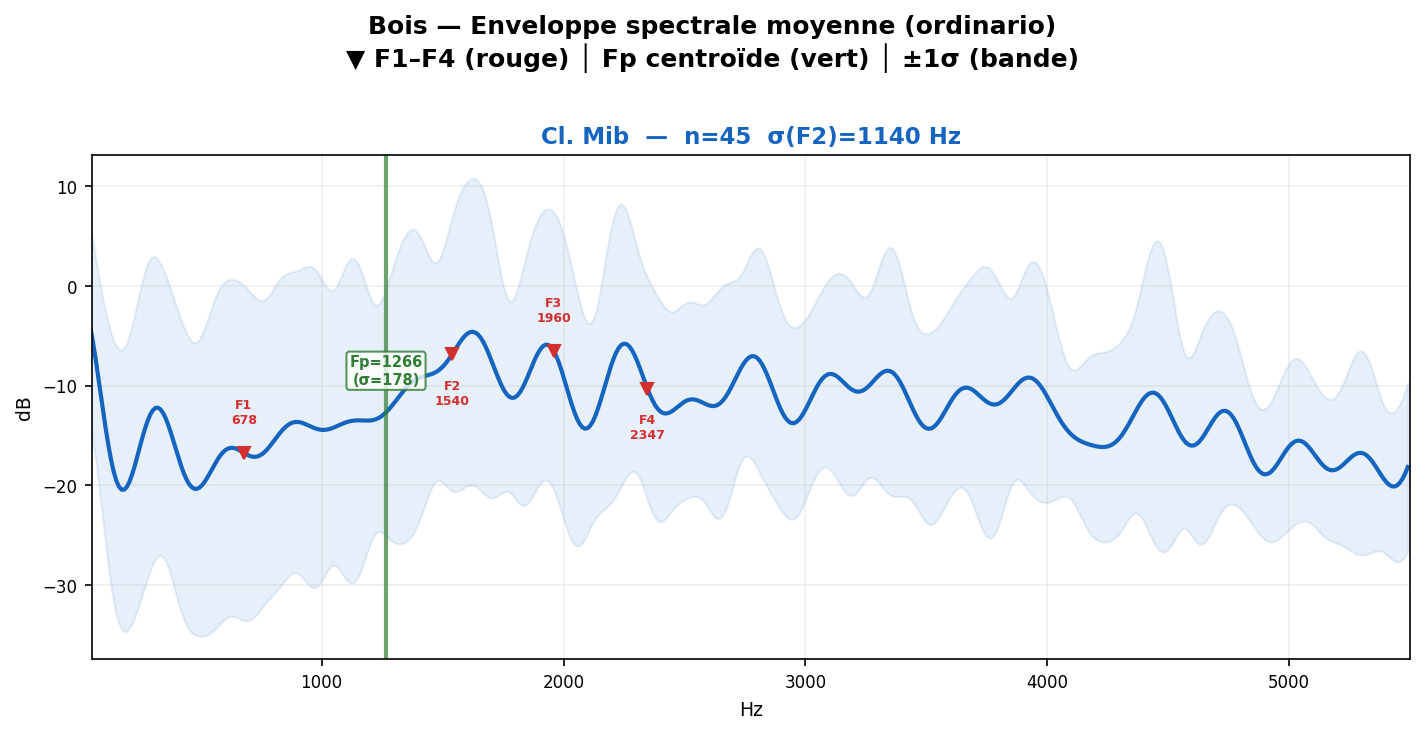 Bois — Enveloppe spectrale moyenne (ordinario)
▼ F1–F4 (rouge) │ Fp centroïde (vert) │ ±1σ (bande)
Cl. Mib — n=45 σ(F2)=1140 Hz
dB
10
0
−10
−20
−30
F1
678
Fp=1266
(σ=178)
F2
1540
F3
1960
F4
2347
1000
2000
3000
4000
5000
Hz